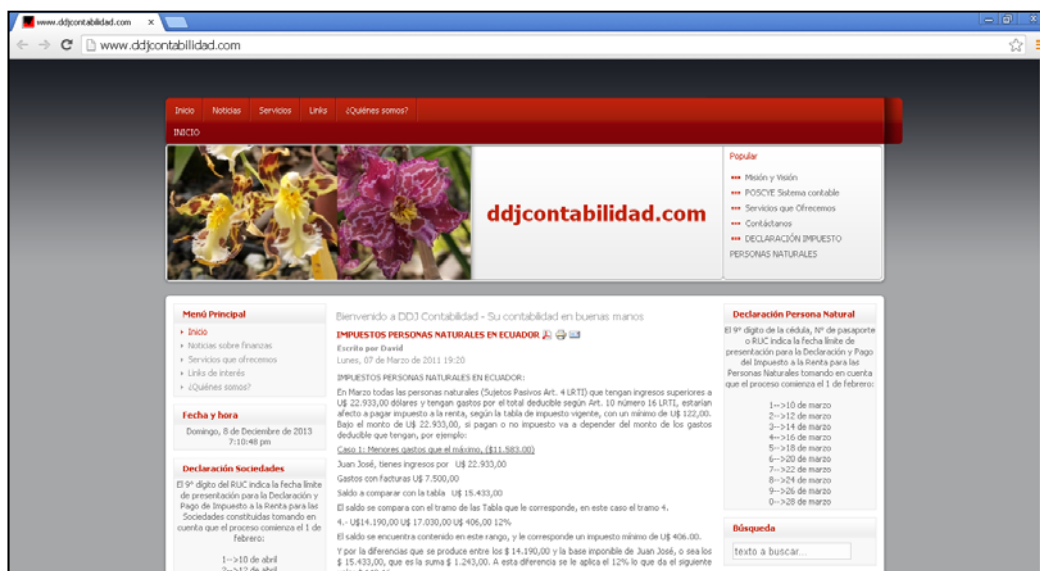 www.ddjcontabilidad.com
www.ddjcontabilidad.com
Inicio Noticias Servicios Links ¿Quiénes somos?
INICIO
ddjcontabilidad.com
Popular
Misión y Visión
POSCYE Sistema contable
Servicios que Ofrecemos
Contáctanos
DECLARACIÓN IMPUESTO
PERSONAS NATURALES
Menú Principal
Inicio
Noticias sobre finanzas
Servicios que ofrecemos
Links de interés
¿Quiénes somos?
Fecha y hora
Domingo, 8 de Deciembre de 2013
7:10:48 pm
Declaración Sociedades
El 9º dígito del RUC indica la fecha límite
de presentación para la Declaración y
Pago de Impuesto a la Renta para las
Sociedades constituidas tomando en
cuenta que el proceso comienza el 1 de
febrero:
1-->10 de abril
2-->12 de abril
Bienvenido a DDJ Contabilidad - Su contabilidad en buenas manos
IMPUESTOS PERSONAS NATURALES EN ECUADOR
Escrito por David
Lunes, 07 de Marzo de 2011 19:20
IMPUESTOS PERSONAS NATURALES EN ECUADOR:
En Marzo todas las personas naturales (Sujetos Pasivos Art. 4 LRTI) que tengan ingresos superiores a
U$ 22.933,00 dólares y tengan gastos por el total deducible según Art. 10 número 16 LRTI, estarían
afecto a pagar impuesto a la renta, según la tabla de impuesto vigente, con un mínimo de U$ 122,00.
Bajo el monto de U$ 22.933,00, si pagan o no impuesto va a depender del monto de los gastos
deducible que tengan, por ejemplo:
Caso 1: Menores gastos que el máximo, ($11.583.00)
Juan José, tienes ingresos por U$ 22.933,00
Gastos con facturas U$ 7.500,00
Saldo a comparar con la tabla U$ 15.433,00
El saldo se compara con el tramo de las Tabla que le corresponde, en este caso el tramo 4.
4.- U$14.190,00 U$ 17.030,00 U$ 406,00 12%
El saldo se encuentra contenido en este rango, y le corresponde un impuesto mínimo de U$ 406.00.
Y por la diferencias que se produce entre los $ 14.190,00 y la base imponible de Juan José, o sea los
$ 15.433,00, que es la suma $ 1.243,00. A esta diferencia se le aplica el 12% lo que da el siguiente
Declaración Persona Natural
El 9º dígito de la cédula, Nº de pasaporte
o RUC indica la fecha límite de
presentación para la Declaración y Pago
del Impuesto a la Renta para las
Personas Naturales tomando en cuenta
que el proceso comienza el 1 de febrero:
1-->10 de marzo
2-->12 de marzo
3-->14 de marzo
4-->16 de marzo
5-->18 de marzo
6-->20 de marzo
7-->22 de marzo
8-->24 de marzo
9-->26 de marzo
0-->28 de marzo
Búsqueda
texto a buscar...